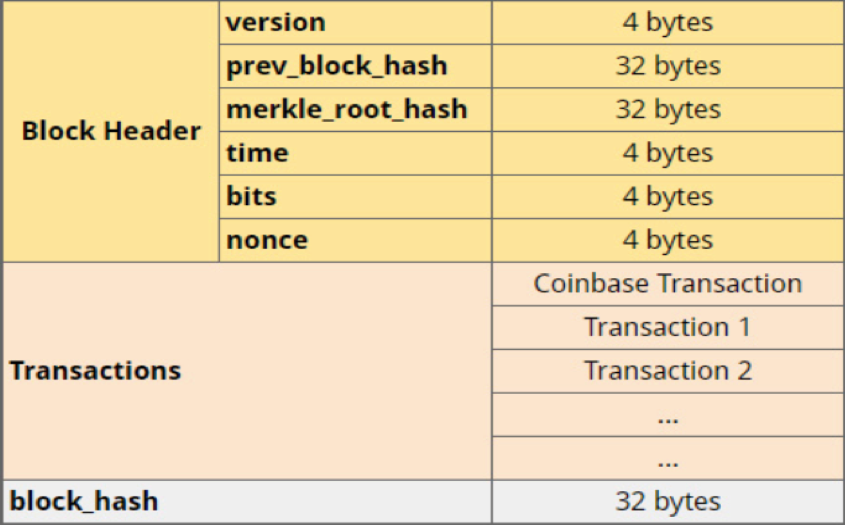 version 4 bytes
prev_block_hash 32 bytes
merkle_root_hash 32 bytes
Block Header
time 4 bytes
bits 4 bytes
nonce 4 bytes
Coinbase Transaction
Transaction 1
Transactions
Transaction 2
...
...
block_hash 32 bytes